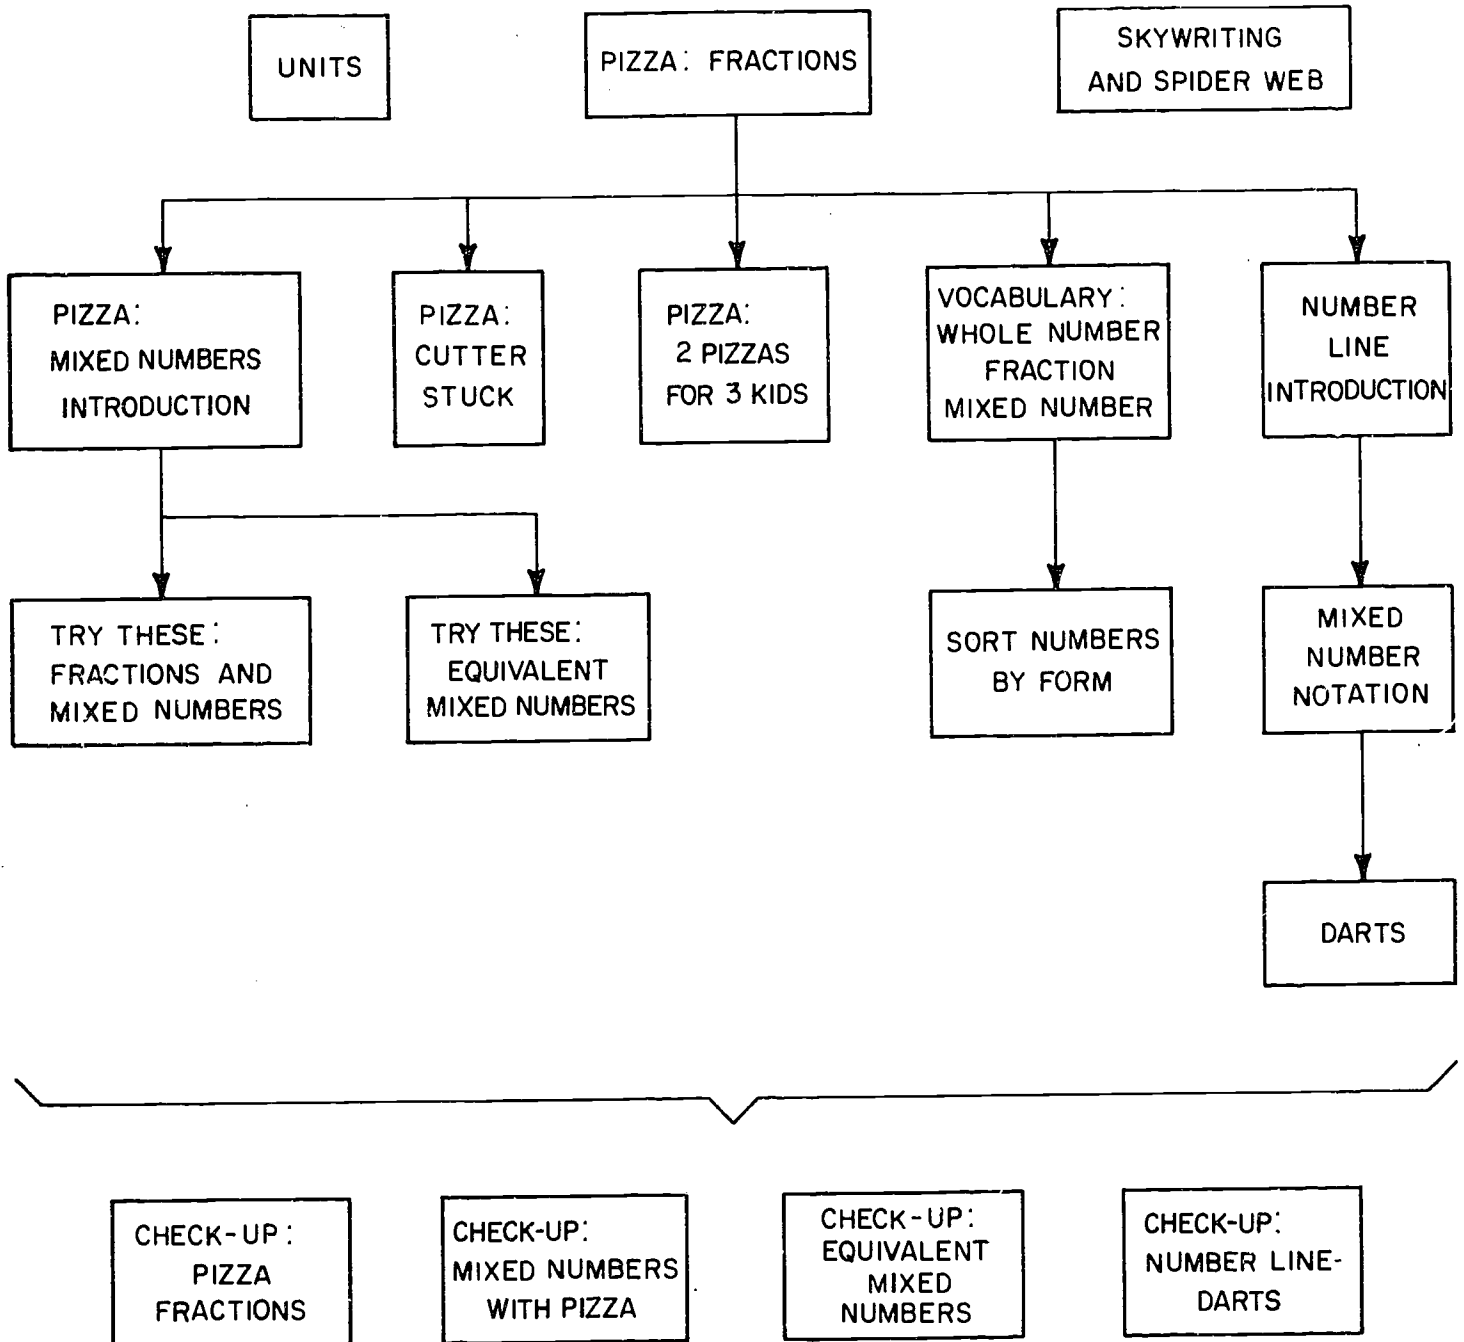 UNITS
PIZZA: FRACTIONS
SKYWRITING
AND SPIDER WEB
PIZZA:
MIXED NUMBERS
INTRODUCTION
PIZZA:
CUTTER
STUCK
PIZZA:
2 PIZZAS
FOR 3 KIDS
VOCABULARY:
WHOLE NUMBER
FRACTION
MIXED NUMBER
NUMBER
LINE
INTRODUCTION
TRY THESE:
FRACTIONS AND
MIXED NUMBERS
TRY THESE:
EQUIVALENT
MIXED NUMBERS
SORT NUMBERS
BY FORM
MIXED
NUMBER
NOTATION
DARTS
CHECK-UP:
PIZZA
FRACTIONS
CHECK-UP:
MIXED NUMBERS
WITH PIZZA
CHECK-UP:
EQUIVALENT
MIXED
NUMBERS
CHECK-UP:
NUMBER LINE-
DARTS